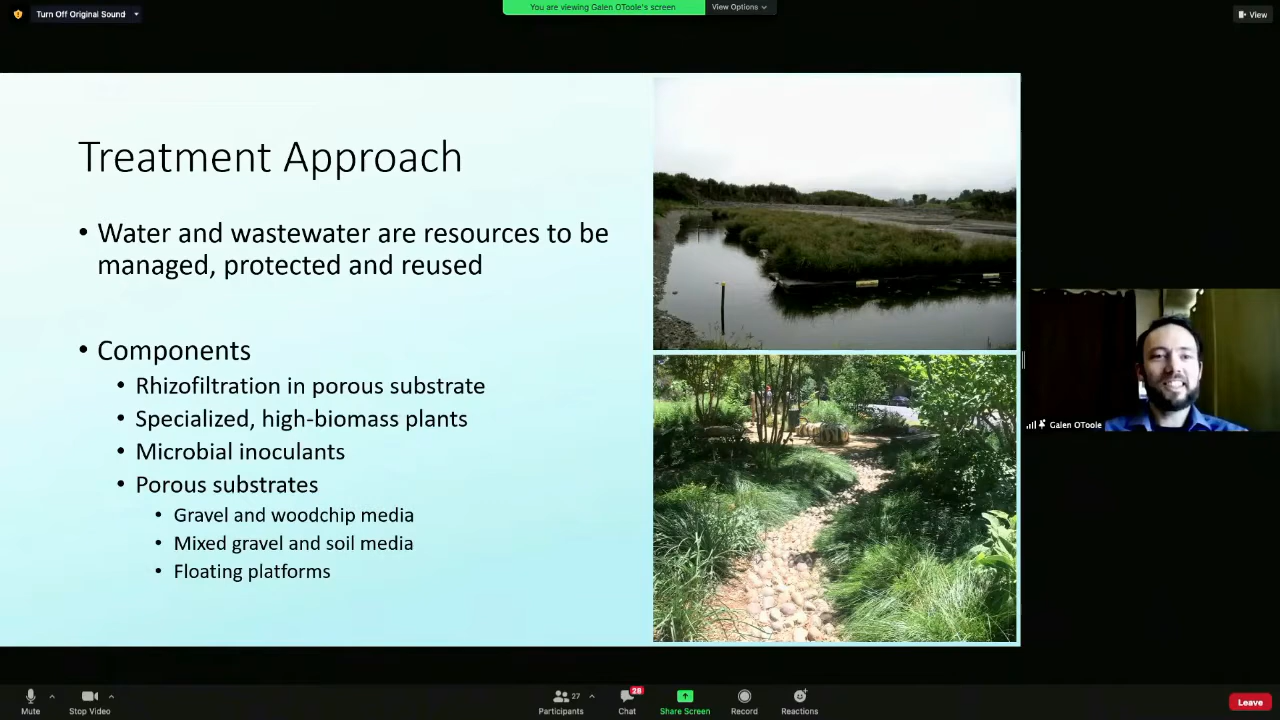 Turn Off Original Sound
You are viewing Galen OToole's screen
View Options
View
Treatment Approach
• Water and wastewater are resources to be
managed, protected and reused
• Components
• Rhizofiltration in porous substrate
• Specialized, high-biomass plants
• Microbial inoculants
• Porous substrates
• Gravel and woodchip media
• Mixed gravel and soil media
• Floating platforms
Galen OToole
Mute
Stop Video
27
Participants
28
Chat
Share Screen
Record
Reactions
Leave